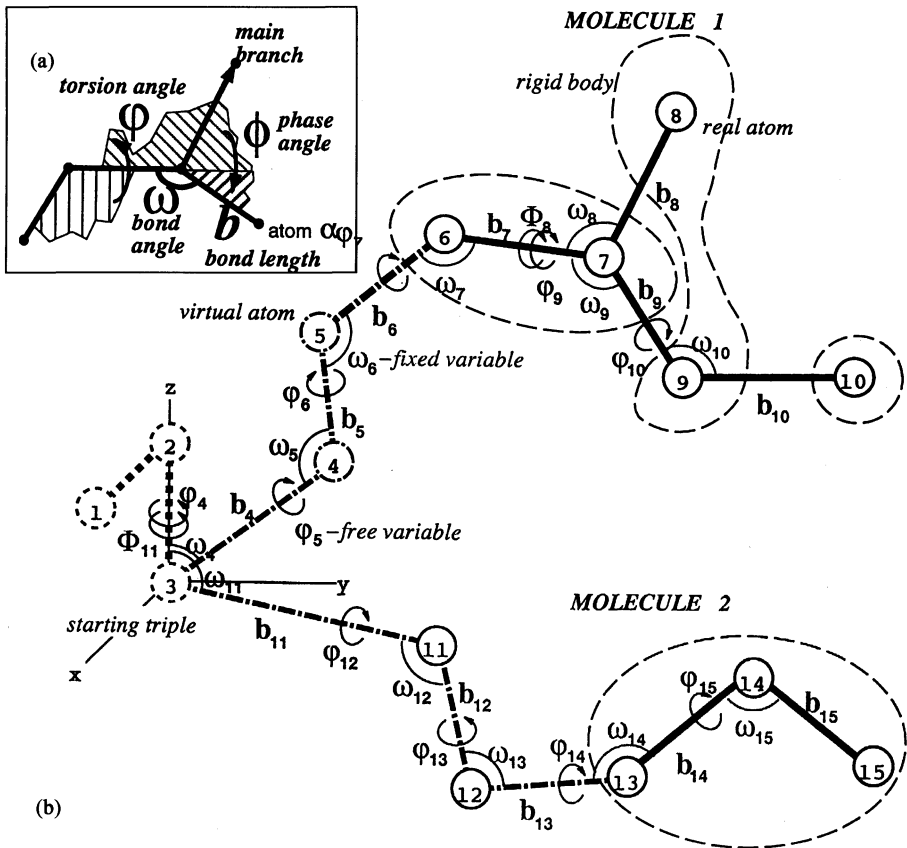 (a)
main
branch
torsion angle
φ
ϕ
phase
angle
ω
bond
angle
b
atom αφ₇
bond length
MOLECULE 1
rigid body
8
real atom
b₈
6
b₇
Φ₈
ω₈
7
ω₇
φ₉
ω₉
b₉
virtual atom
5
b₆
ω₆-fixed variable
φ₁₀
ω₁₀
9
10
b₁₀
φ₆
b₅
z
2
ω₅
4
1
φ₄
b₄
φ₅-free variable
Φ₁₁
ω₄
3
ω₁₁
y
starting triple
b₁₁
x
MOLECULE 2
φ₁₂
11
ω₁₂
b₁₂
φ₁₅
14
b₁₅
ω₁₅
φ₁₃
ω₁₃
φ₁₄
ω₁₄
13
b₁₄
15
12
b₁₃
(b)